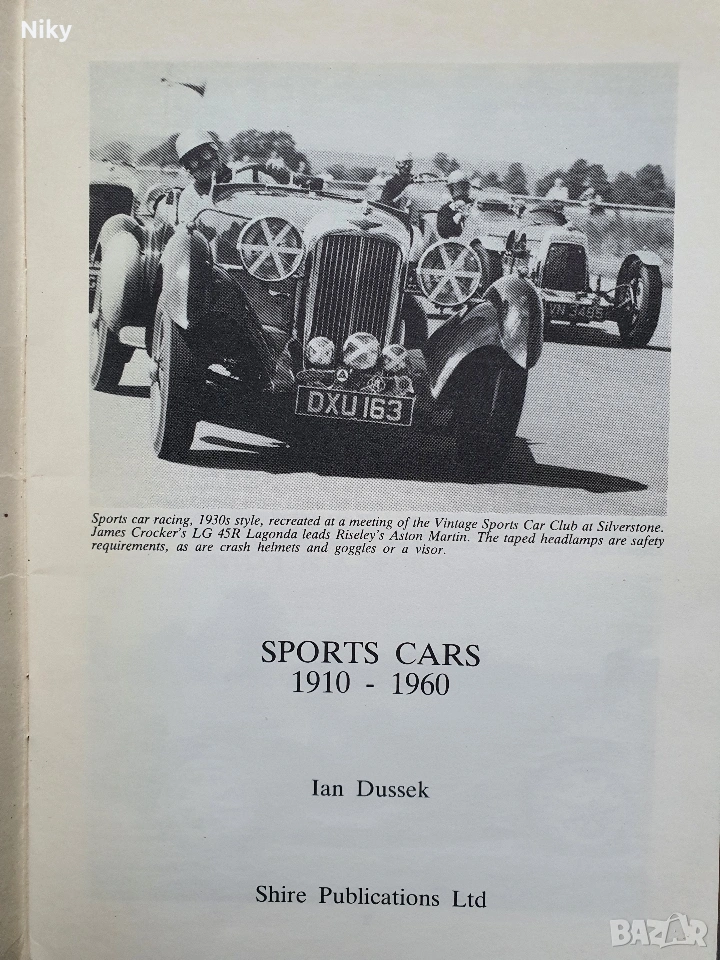 Niky
DXU 163
VN 3485
Sports car racing, 1930s style, recreated at a meeting of the Vintage Sports Car Club at Silverstone.
James Crocker's LG 45R Lagonda leads Riseley's Aston Martin. The taped headlamps are safety
requirements, as are crash helmets and goggles or a visor.
SPORTS CARS
1910 - 1960
Ian Dussek
Shire Publications Ltd
BAZAR